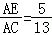 AE/AC = 5/13